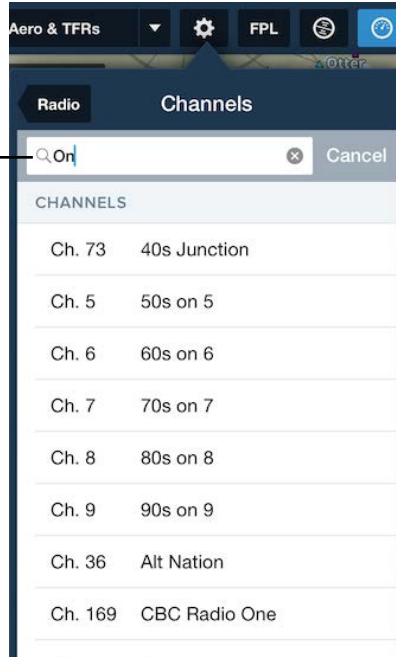 Aero & TFRs FPL
Otter
Radio Channels
On Cancel
CHANNELS
Ch. 73 40s Junction
Ch. 5 50s on 5
Ch. 6 60s on 6
Ch. 7 70s on 7
Ch. 8 80s on 8
Ch. 9 90s on 9
Ch. 36 Alt Nation
Ch. 169 CBC Radio One